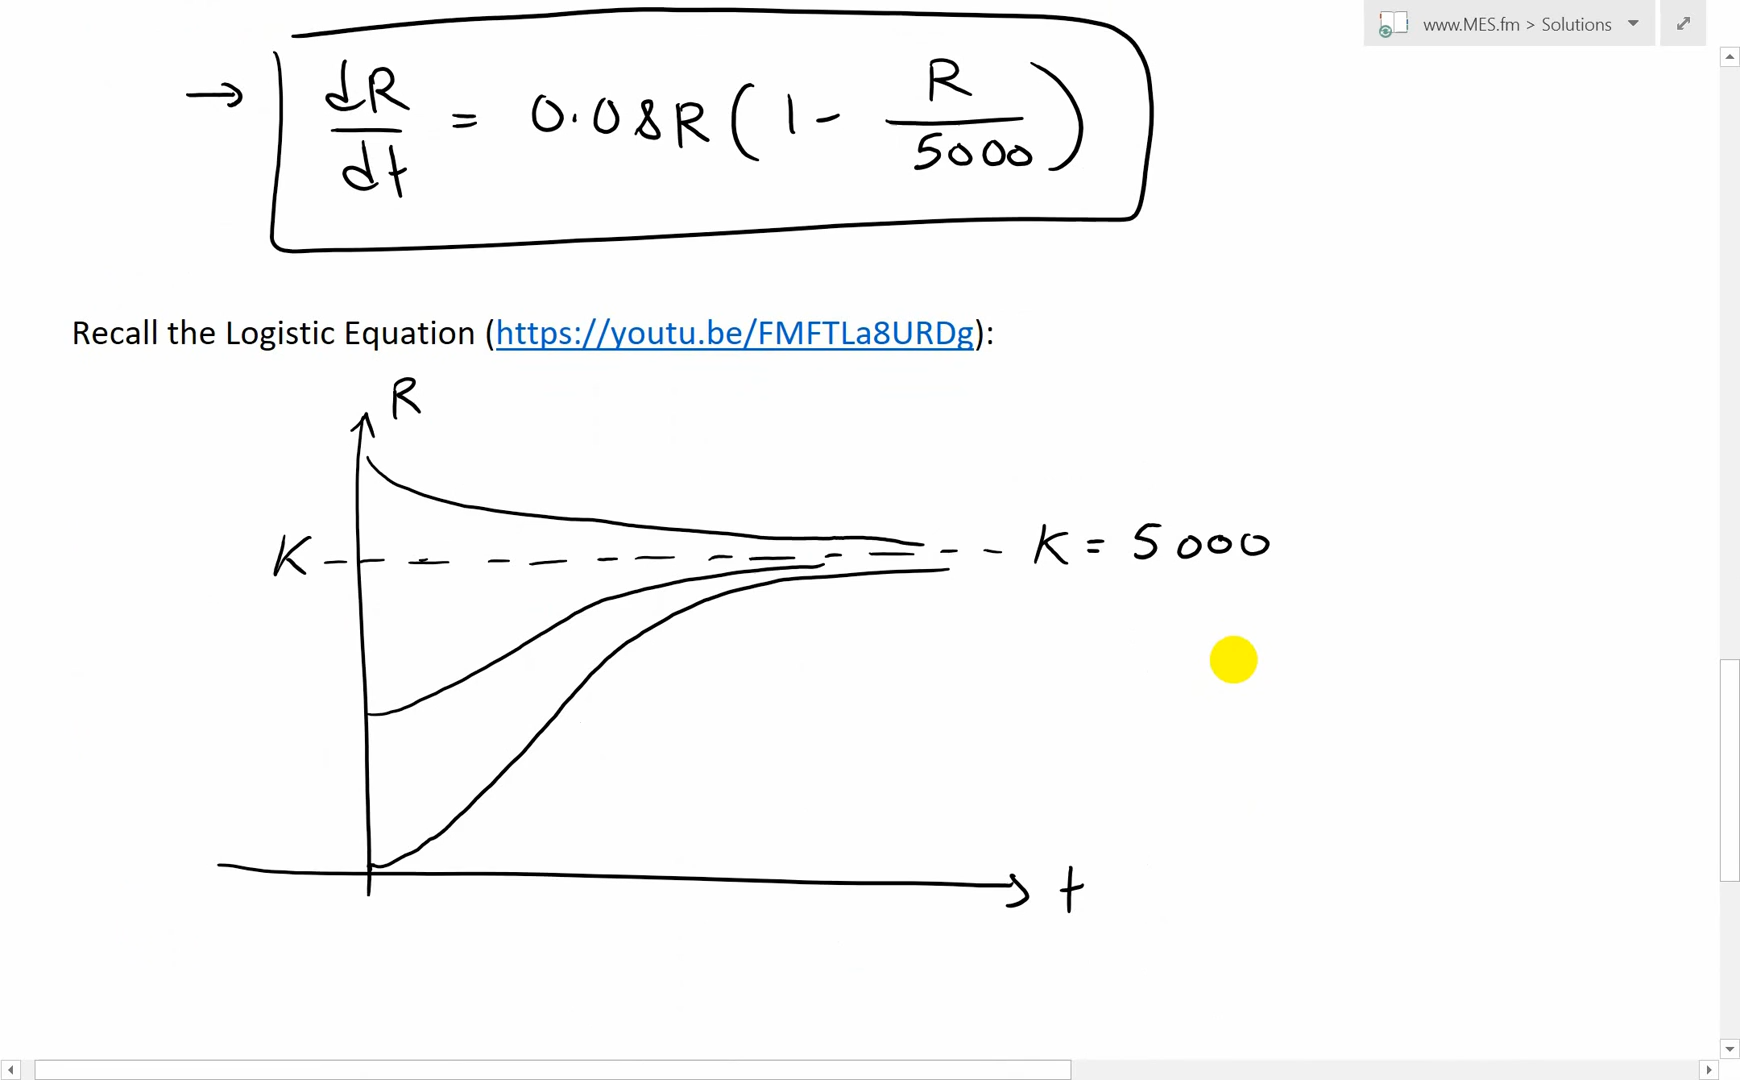 www.MES.fm > Solutions
→ dR/dt = 0.08R(1 - R/5000)
Recall the Logistic Equation (https://youtu.be/FMFTLa8URDg):
R
K
K = 5000
t